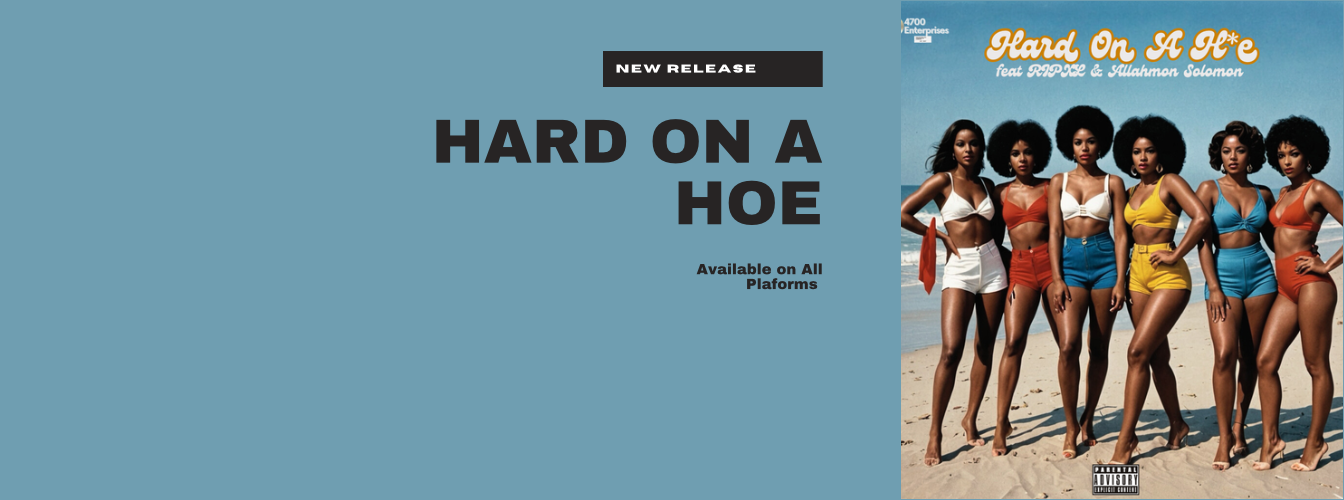 NEW RELEASE
HARD ON A
HOE
Available on All
Plaforms
4700
Enterprises
Hard On A H*e
feat RIPXL & Allahmon Solomon
PARENTAL
ADVISORY
EXPLICIT CONTENT